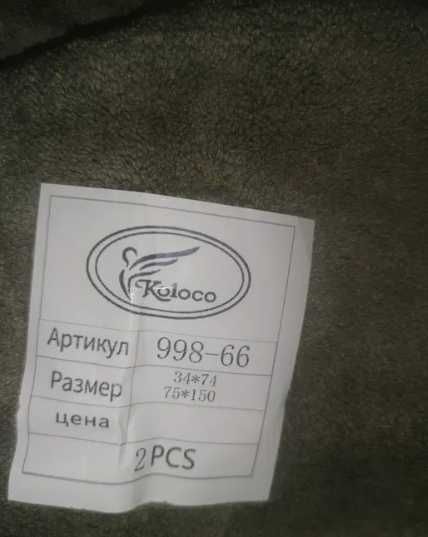 Koloco
Артикул 998-66
Размер 34*74
75*150
цена
2PCS